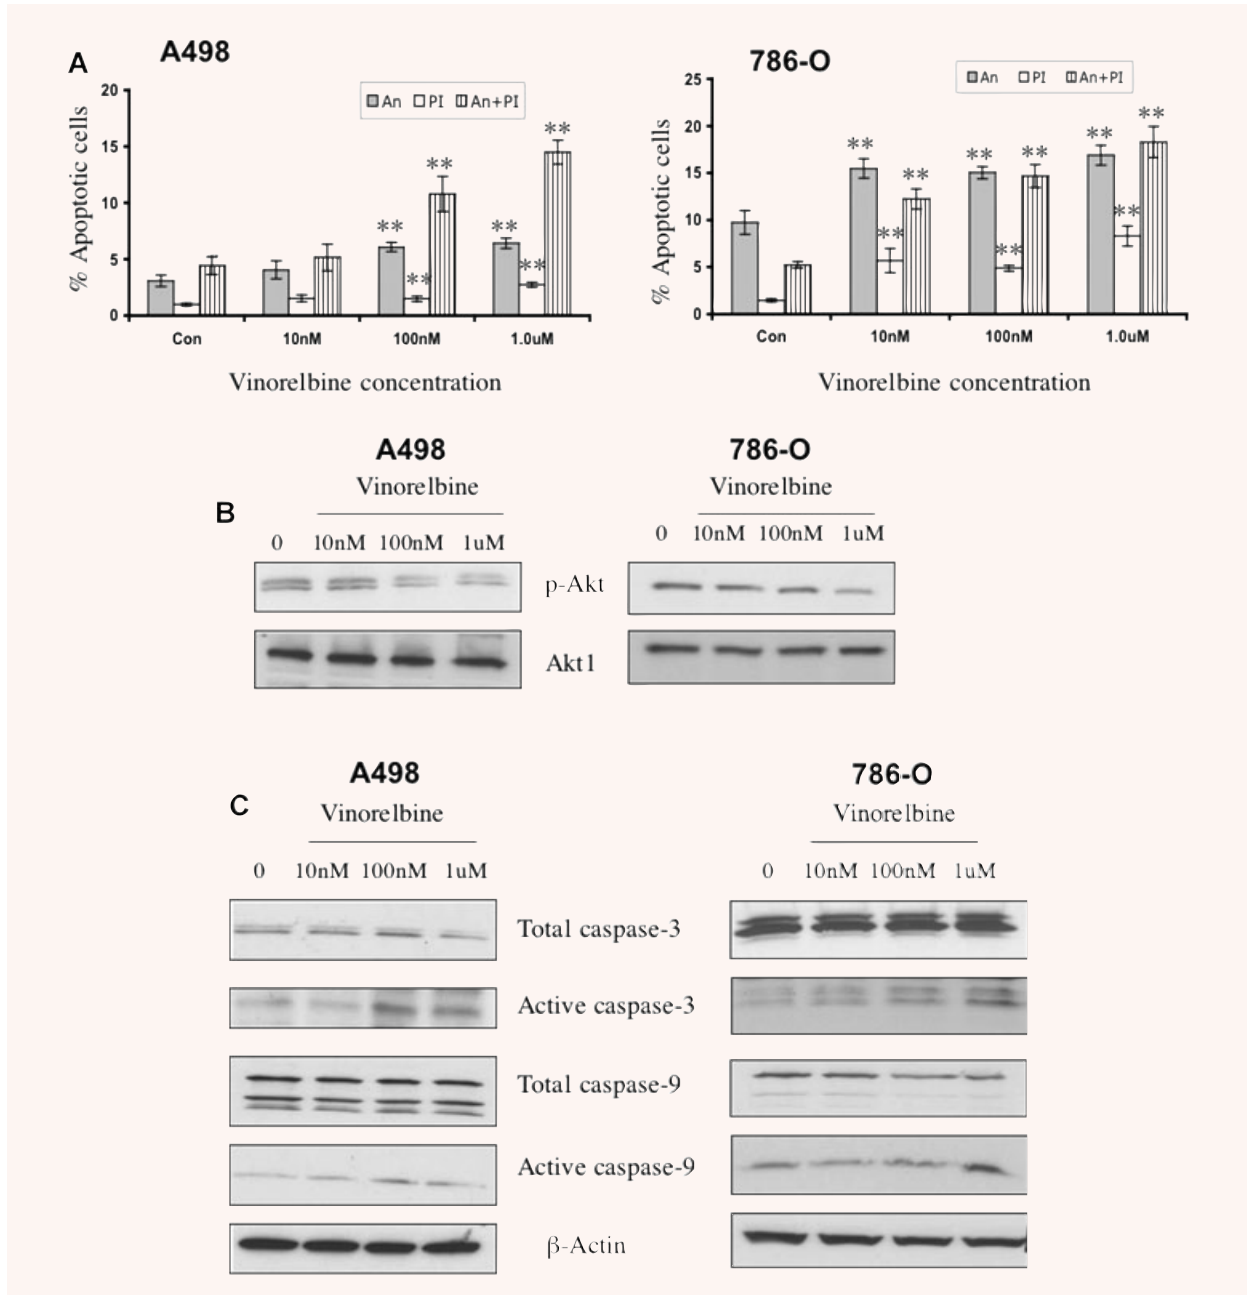 A
A498
% Apoptotic cells
20
15
10
5
0
An PI An+PI
** ** ** ** ** **
Con 10nM 100nM 1.0uM
Vinorelbine concentration
786-O
% Apoptotic cells
25
20
15
10
5
0
An PI An+PI
** ** ** ** ** ** ** ** **
Con 10nM 100nM 1.0uM
Vinorelbine concentration
B
A498
Vinorelbine
0 10nM 100nM 1uM
786-O
Vinorelbine
0 10nM 100nM 1uM
p-Akt
Akt1
C
A498
Vinorelbine
0 10nM 100nM 1uM
786-O
Vinorelbine
0 10nM 100nM 1uM
Total caspase-3
Active caspase-3
Total caspase-9
Active caspase-9
β-Actin